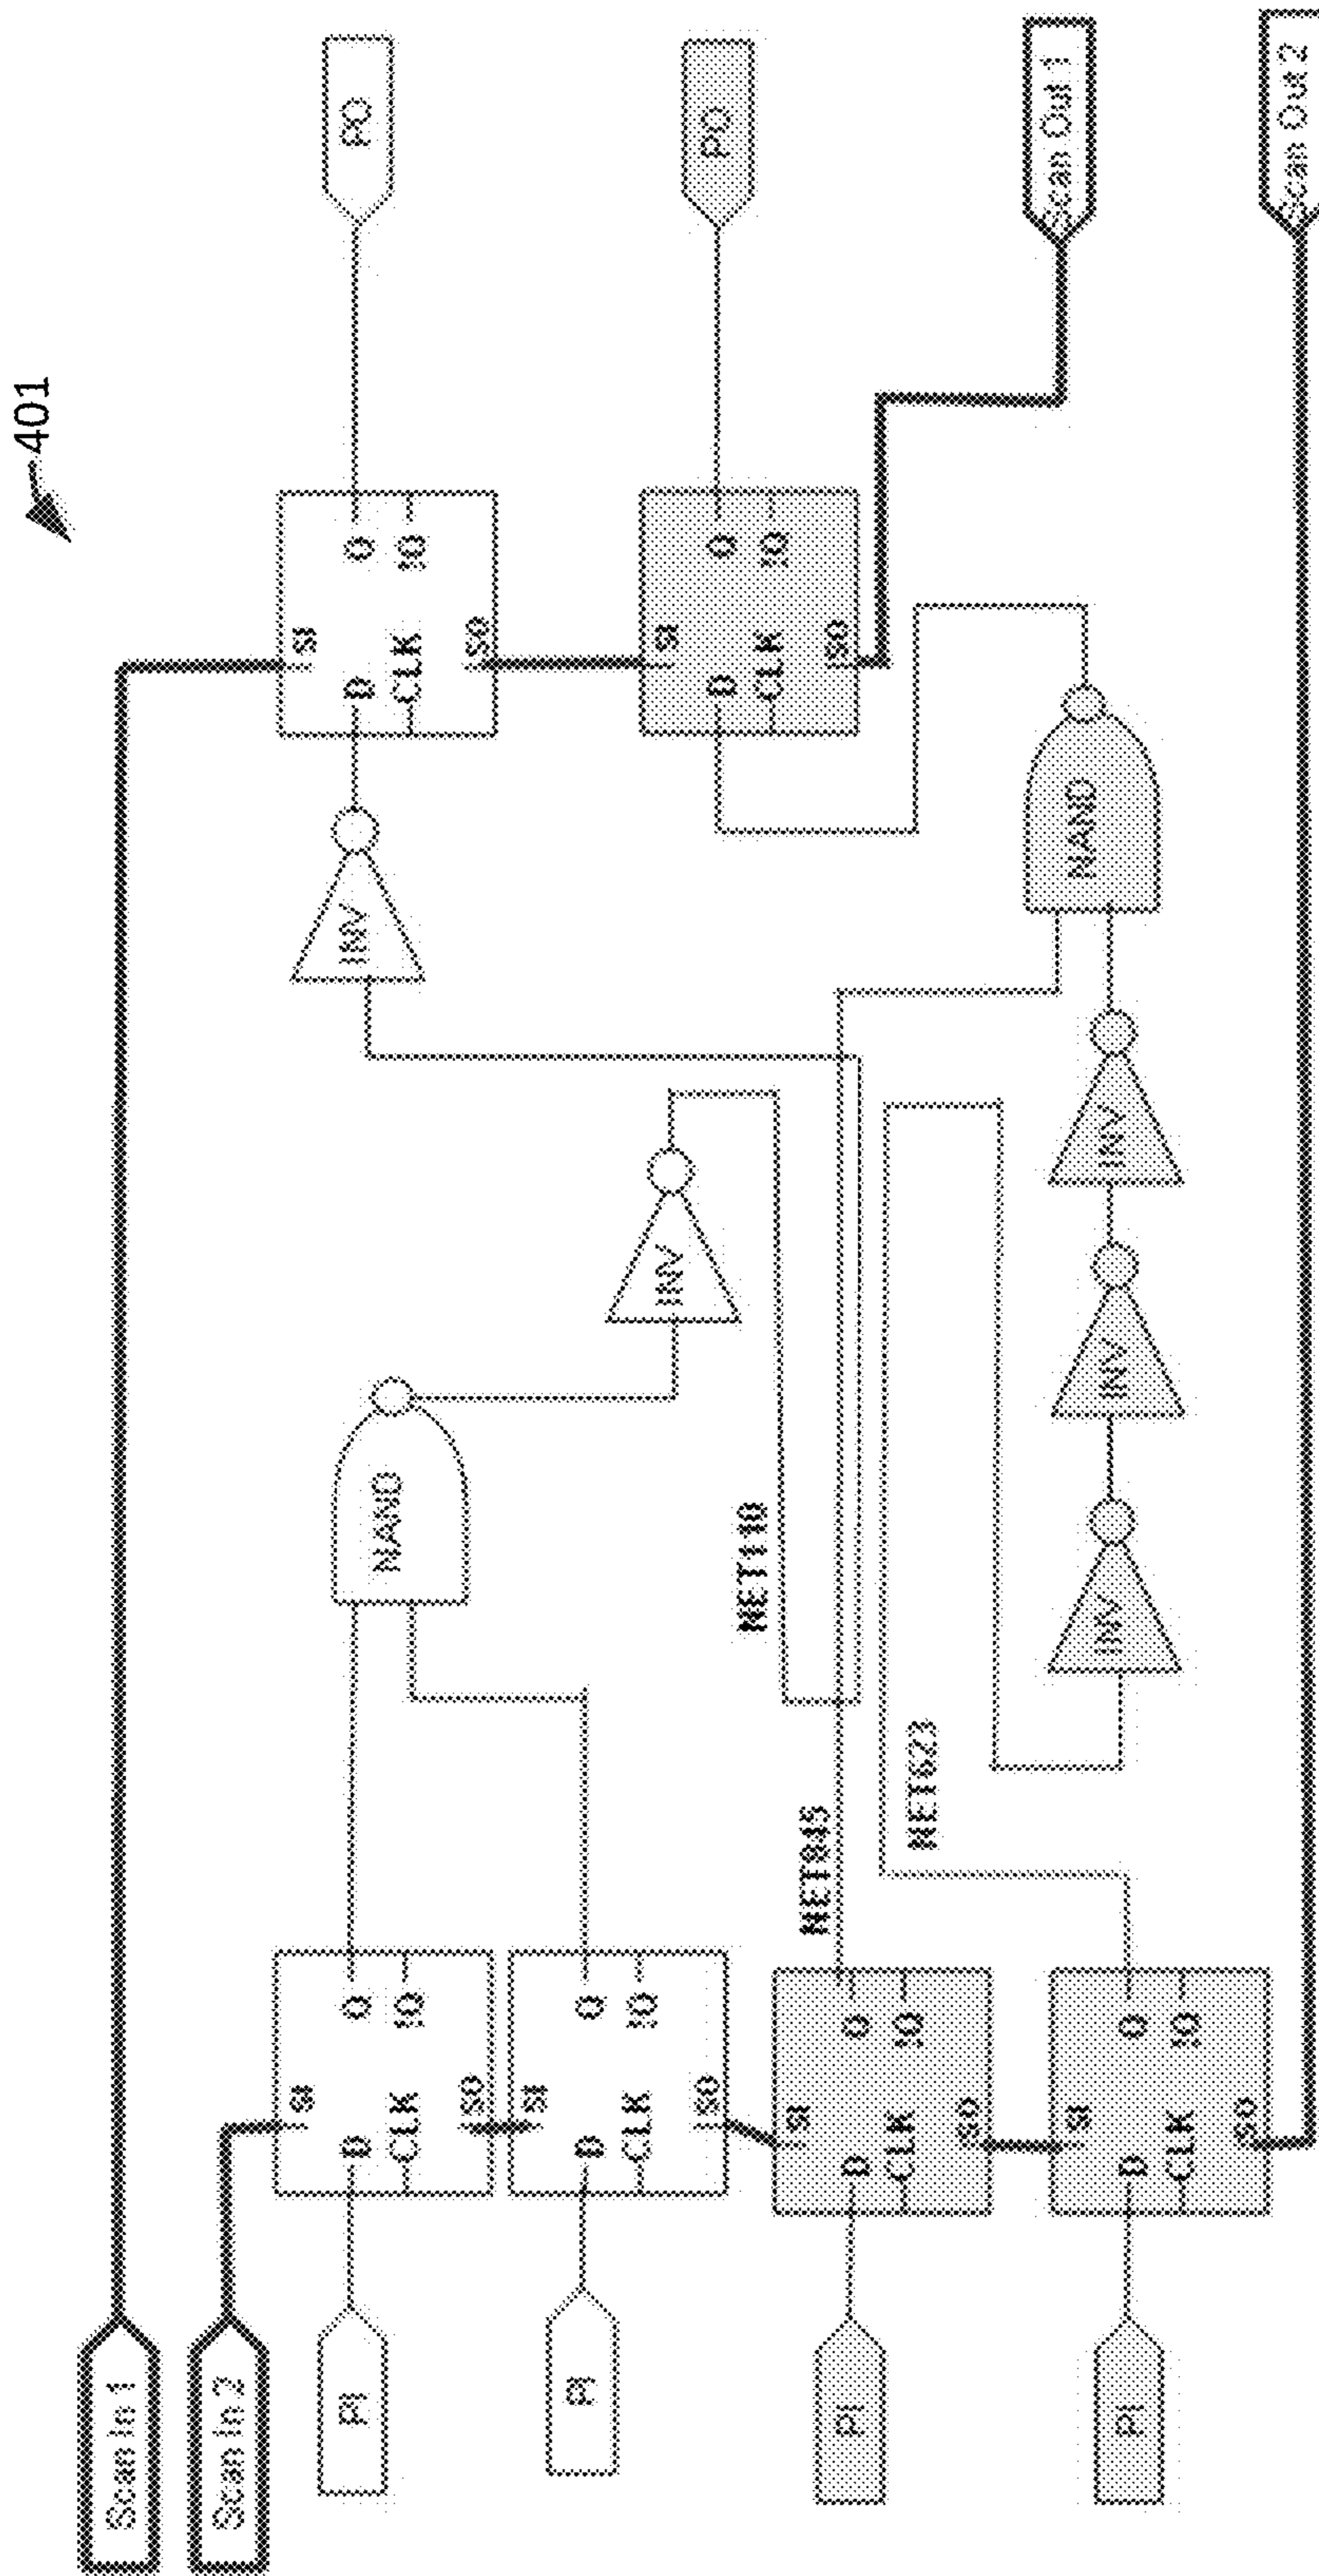 401
Scan In 1
Scan In 2
PI
PI
PI
PI
SI
D Q
CLK !Q
SO
SI
D Q
CLK !Q
SO
SI
D Q
CLK !Q
SO
SI
D Q
CLK !Q
SO
NAND
INV
NET110
NET845
NET623
INV
INV
INV
NAND
INV
SI
D Q
CLK !Q
SO
SI
D Q
CLK !Q
SO
PO
PO
Scan Out 1
Scan Out 2